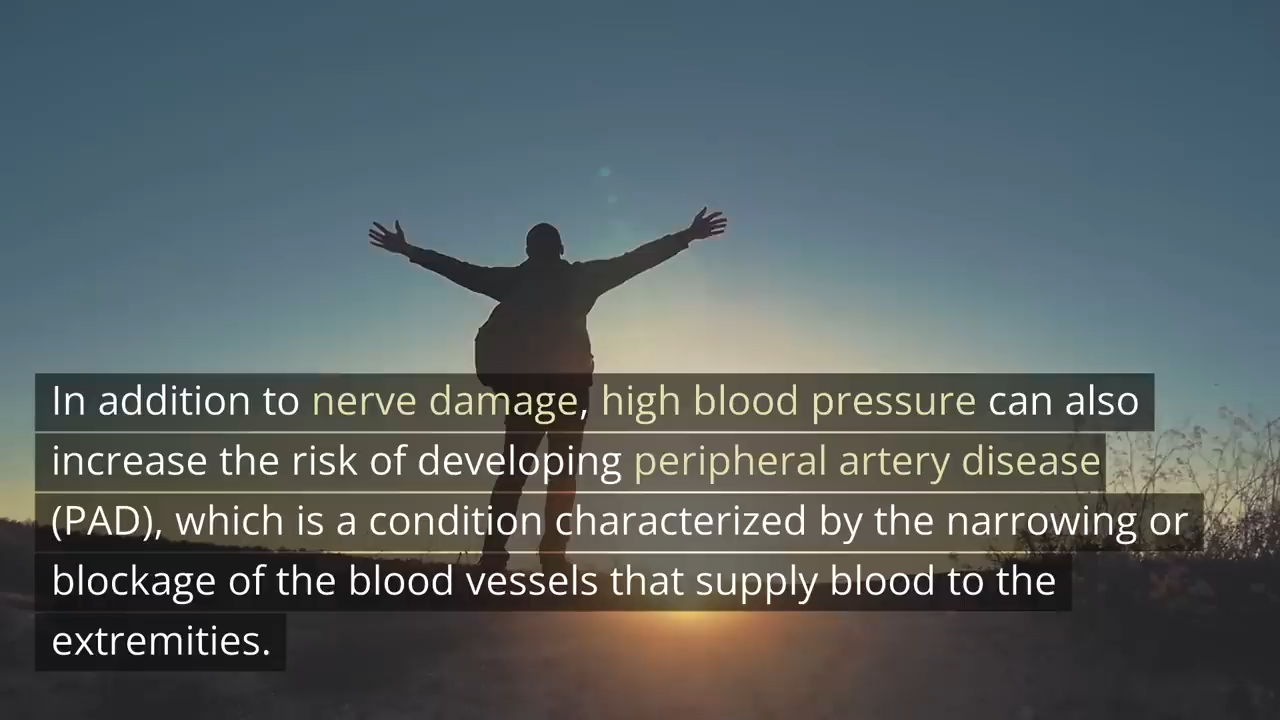 In addition to nerve damage, high blood pressure can also
increase the risk of developing peripheral artery disease
(PAD), which is a condition characterized by the narrowing or
blockage of the blood vessels that supply blood to the
extremities.